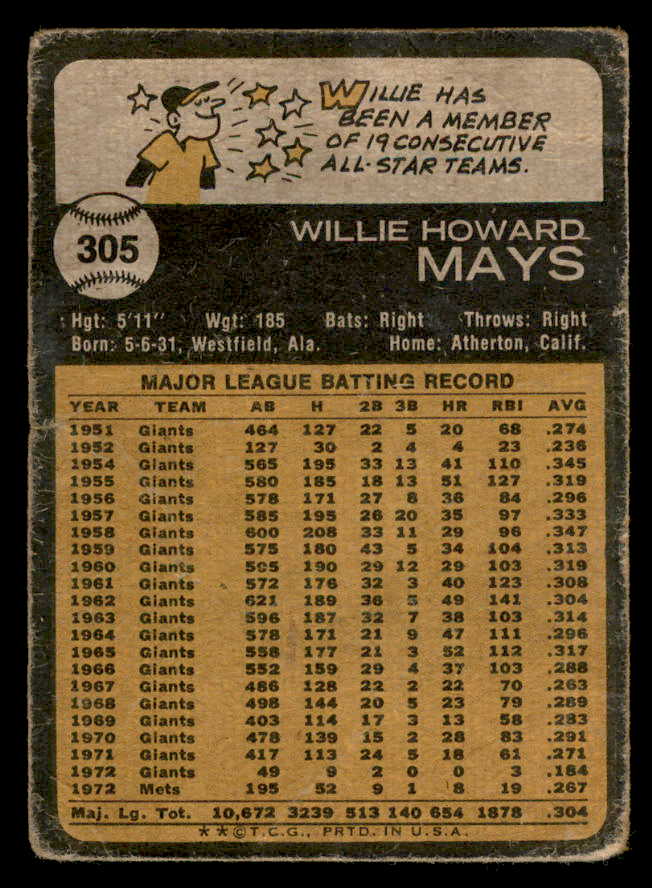 WILLIE HAS
BEEN A MEMBER
OF 19 CONSECUTIVE
ALL-STAR TEAMS.
305
WILLIE HOWARD
MAYS
Hgt: 5'11" Wgt: 185 Bats: Right Throws: Right
Born: 5-6-31, Westfield, Ala. Home: Atherton, Calif.
MAJOR LEAGUE BATTING RECORD
YEAR TEAM AB H 2B 3B HR RBI AVG
1951 Giants 464 127 22 5 20 68 .274
1952 Giants 127 30 2 4 4 23 .236
1954 Giants 565 195 33 13 41 110 .345
1955 Giants 580 185 18 13 51 127 .319
1956 Giants 578 171 27 8 36 84 .296
1957 Giants 585 195 26 20 35 97 .333
1958 Giants 600 208 33 11 29 96 .347
1959 Giants 575 180 43 5 34 104 .313
1960 Giants 595 190 29 12 29 103 .319
1961 Giants 572 176 32 3 40 123 .308
1962 Giants 621 189 36 5 49 141 .304
1963 Giants 596 187 32 7 38 103 .314
1964 Giants 578 171 21 9 47 111 .296
1965 Giants 558 177 21 3 52 112 .317
1966 Giants 552 159 29 4 37 103 .288
1967 Giants 486 128 22 2 22 70 .263
1968 Giants 498 144 20 5 23 79 .289
1969 Giants 403 114 17 3 13 58 .283
1970 Giants 478 139 15 2 28 83 .291
1971 Giants 417 113 24 5 18 61 .271
1972 Giants 49 9 2 0 0 3 .184
1972 Mets 195 52 9 1 8 19 .267
Maj. Lg. Tot. 10,672 3239 513 140 654 1878 .304
**©T.C.G., PRTD. IN U.S.A.